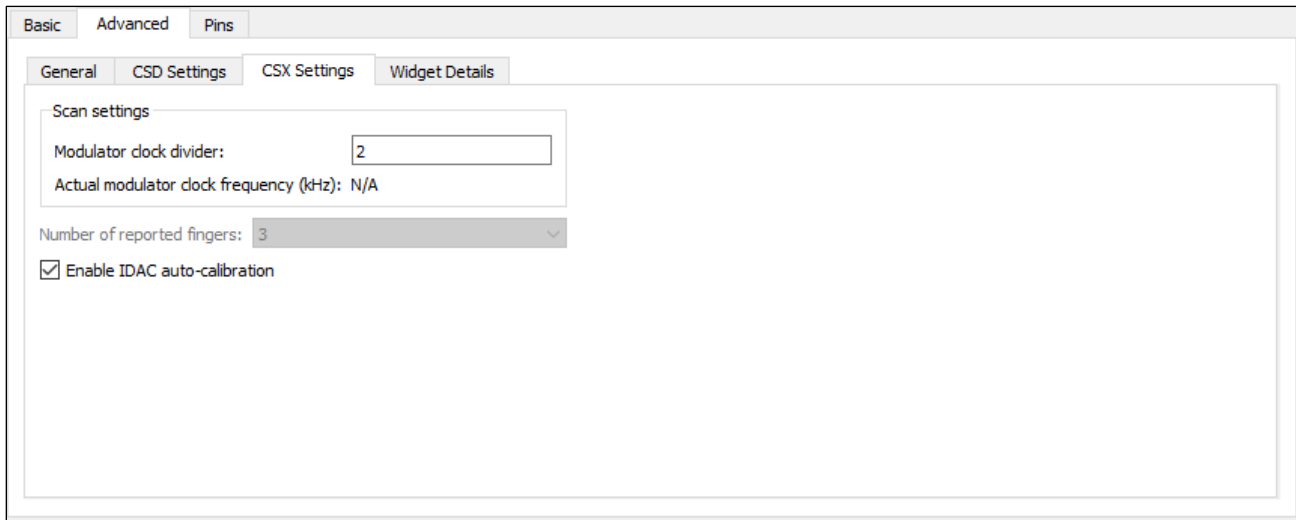 Basic Advanced Pins
General CSD Settings CSX Settings Widget Details
Scan settings
Modulator clock divider: 2
Actual modulator clock frequency (kHz): N/A
Number of reported fingers: 3
Enable IDAC auto-calibration